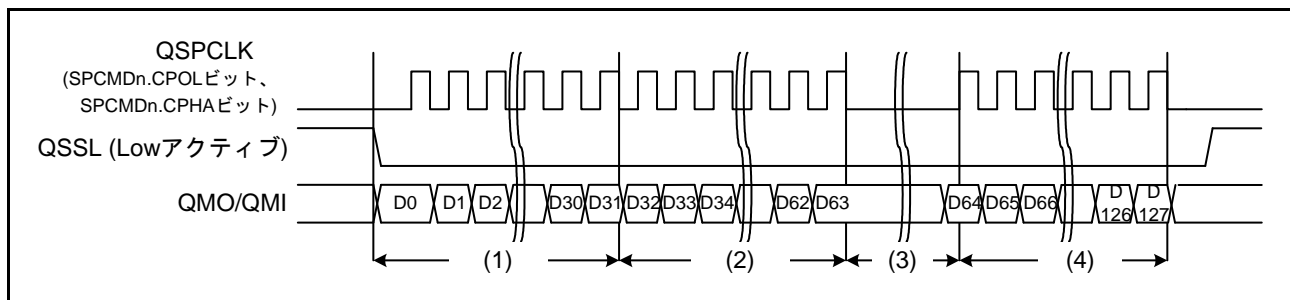 QSPCLK
(SPCMDn.CPOLビット、
SPCMDn.CPHAビット)
QSSL (Lowアクティブ)
QMO/QMI
D0 D1 D2 D30 D31 D32 D33 D34 D62 D63 D64 D65 D66 D126 D127
(1) (2) (3) (4)